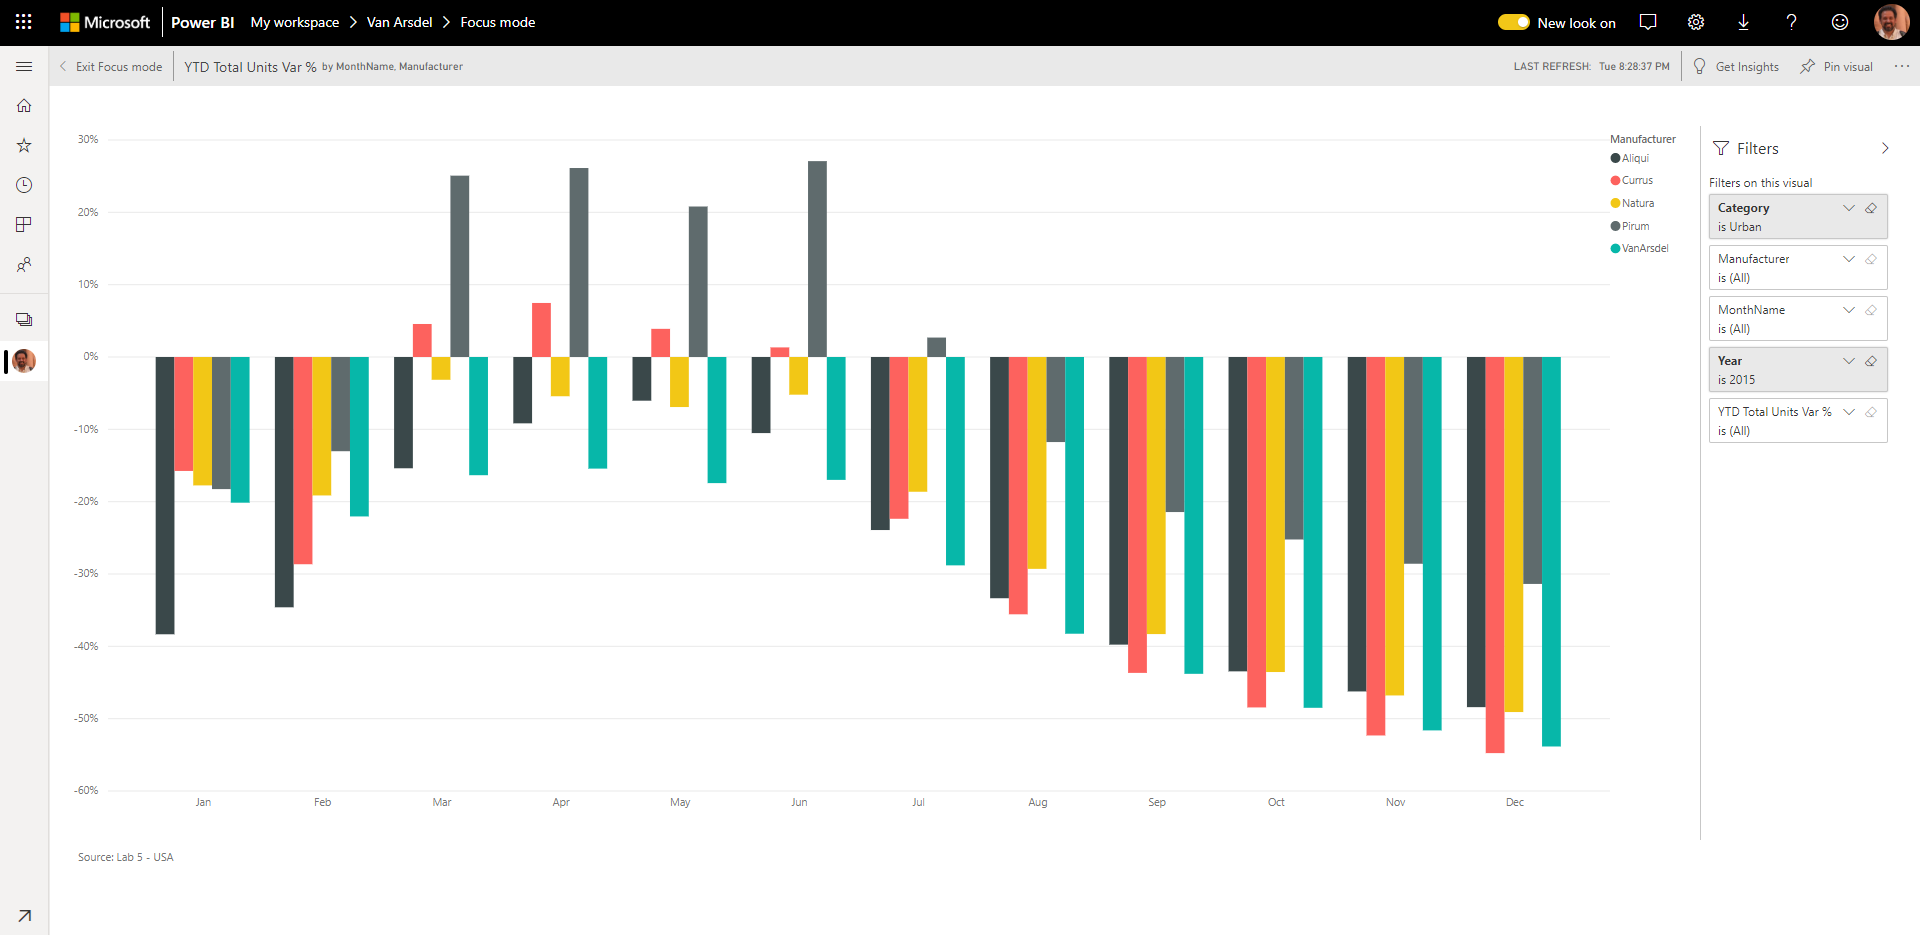 Microsoft Power BI My workspace > Van Arsdel > Focus mode New look on
Exit Focus mode YTD Total Units Var % by MonthName, Manufacturer LAST REFRESH: Tue 8:28:37 PM Get Insights Pin visual ...
30%
20%
10%
0%
-10%
-20%
-30%
-40%
-50%
-60%
Jan Feb Mar Apr May Jun Jul Aug Sep Oct Nov Dec
Manufacturer
Aliqui
Currus
Natura
Pirum
VanArsdel
Filters
Filters on this visual
Category
is Urban
Manufacturer
is (All)
MonthName
is (All)
Year
is 2015
YTD Total Units Var %
is (All)
Source: Lab 5 - USA